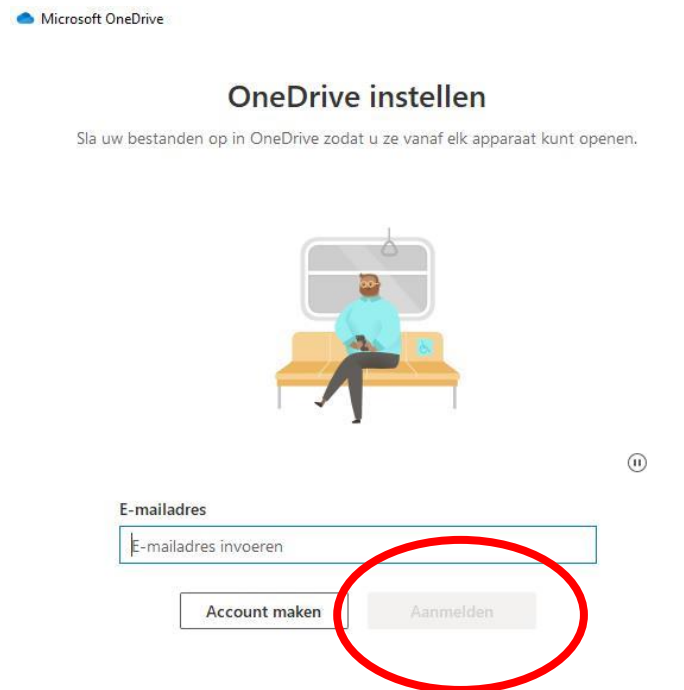 Microsoft OneDrive
OneDrive instellen
Sla uw bestanden op in OneDrive zodat u ze vanaf elk apparaat kunt openen.
E-mailadres
E-mailadres invoeren
Account maken
Aanmelden